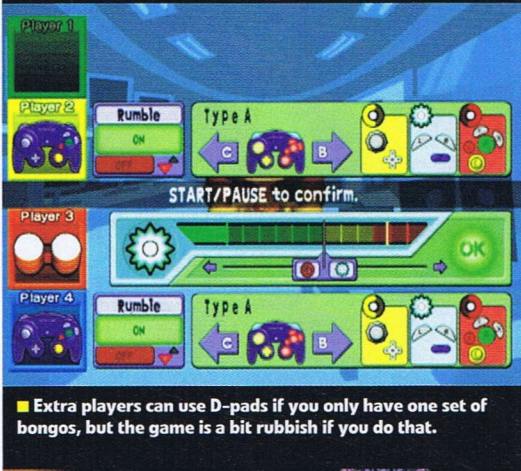 Player 1
Player 2
Rumble
ON
OFF
Type A
C
B
START/PAUSE to confirm.
Player 3
OK
Player 4
Rumble
ON
OFF
Type A
C
B
■ Extra players can use D-pads if you only have one set of
bongos, but the game is a bit rubbish if you do that.